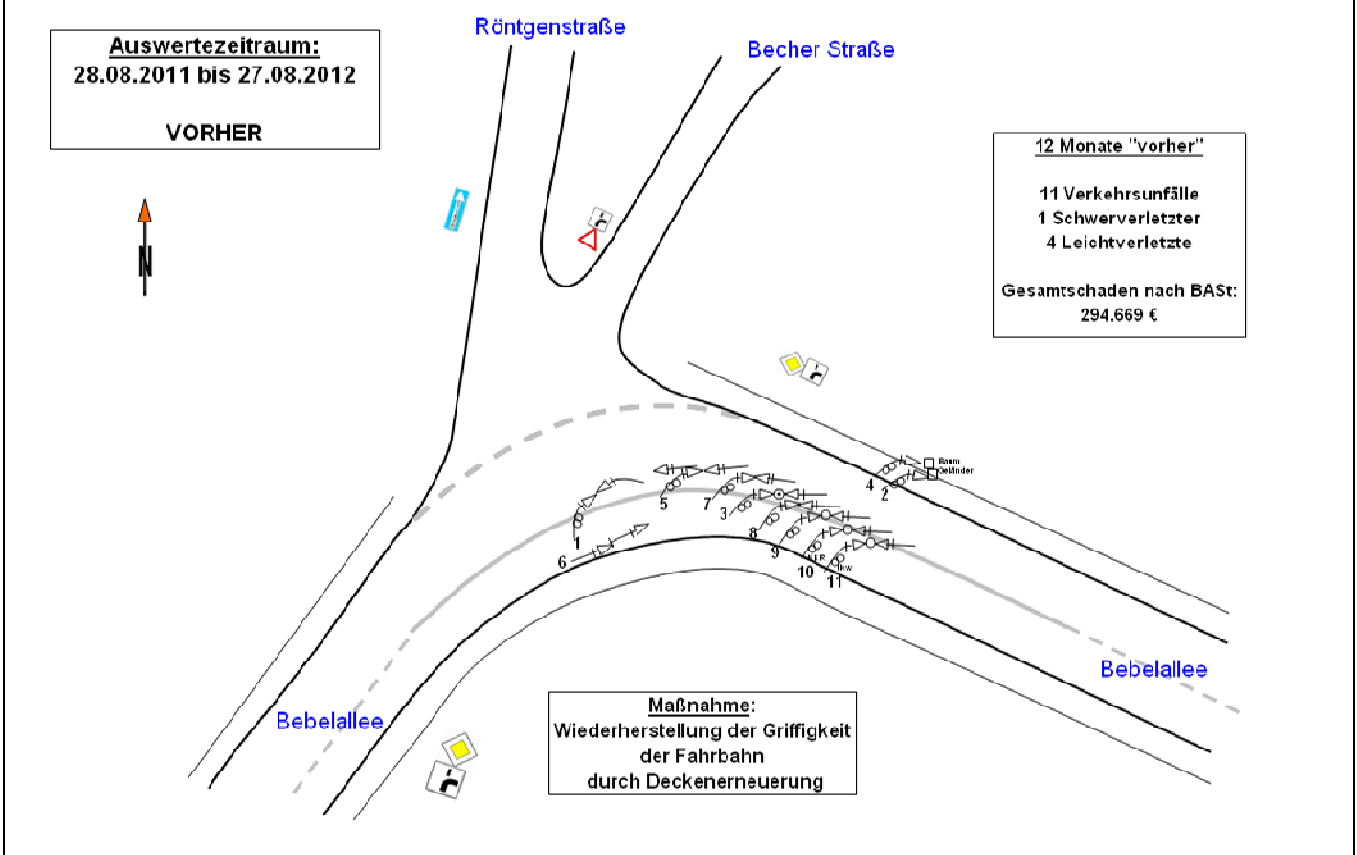 Röntgenstraße
Becher Straße
Auswertezeitraum:
28.08.2011 bis 27.08.2012
VORHER
12 Monate "vorher"
11 Verkehrsunfälle
1 Schwerverletzter
4 Leichtverletzte
Gesamtschaden nach BASt:
294.669 €
N
Baum
Geländer
4
2
5
7
3
1
8
6
9
10
11
Bebelallee
Bebelallee
Maßnahme:
Wiederherstellung der Griffigkeit
der Fahrbahn
durch Deckenerneuerung